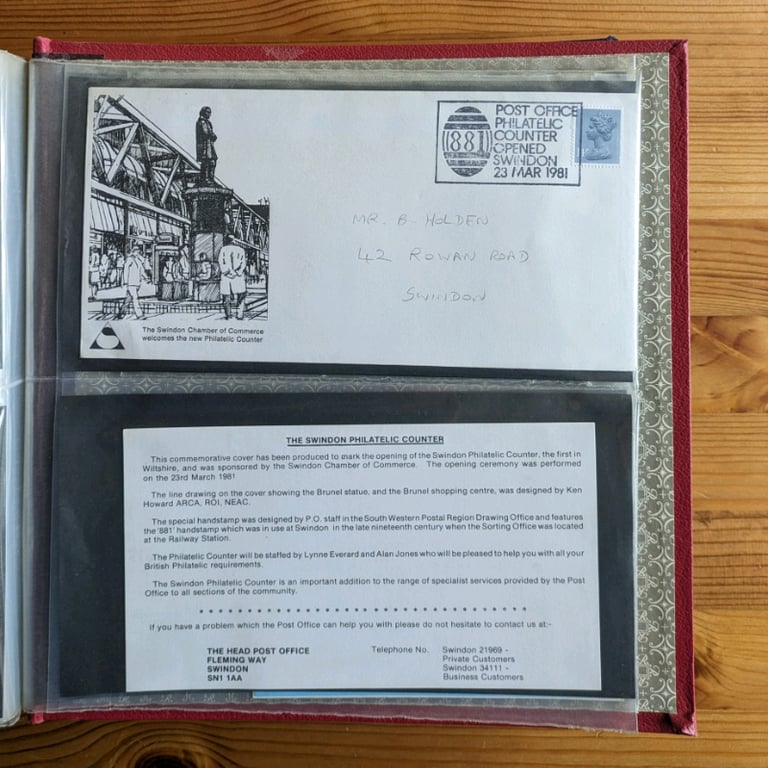 POST OFFICE
PHILATELIC
COUNTER
OPENED
SWINDON
23 MAR 1981
881
MR. B. HOLDEN
42 ROWAN ROAD
SWINDON
The Swindon Chamber of Commerce
welcomes the new Philatelic Counter
THE SWINDON PHILATELIC COUNTER
This commemorative cover has been produced to mark the opening of the Swindon Philatelic Counter, the first in
Wiltshire, and was sponsored by the Swindon Chamber of Commerce. The opening ceremony was performed
on the 23rd March 1981
The line drawing on the cover showing the Brunel statue, and the Brunel shopping centre, was designed by Ken
Howard ARCA, ROI, NEAC.
The special handstamp was designed by P.O. staff in the South Western Postal Region Drawing Office and features
the '881' handstamp which was in use at Swindon in the late nineteenth century when the Sorting Office was located
at the Railway Station.
The Philatelic Counter will be staffed by Lynne Everard and Alan Jones who will be pleased to help you with all your
British Philatelic requirements.
The Swindon Philatelic Counter is an important addition to the range of specialist services provided by the Post
Office to all sections of the community.
* * * * * * * * * * * * * * * * * * * * * * * * * * * *
If you have a problem which the Post Office can help you with please do not hesitate to contact us at:-
THE HEAD POST OFFICE Telephone No. Swindon 21969 -
FLEMING WAY Private Customers
SWINDON Swindon 34111 -
SN1 1AA Business Customers